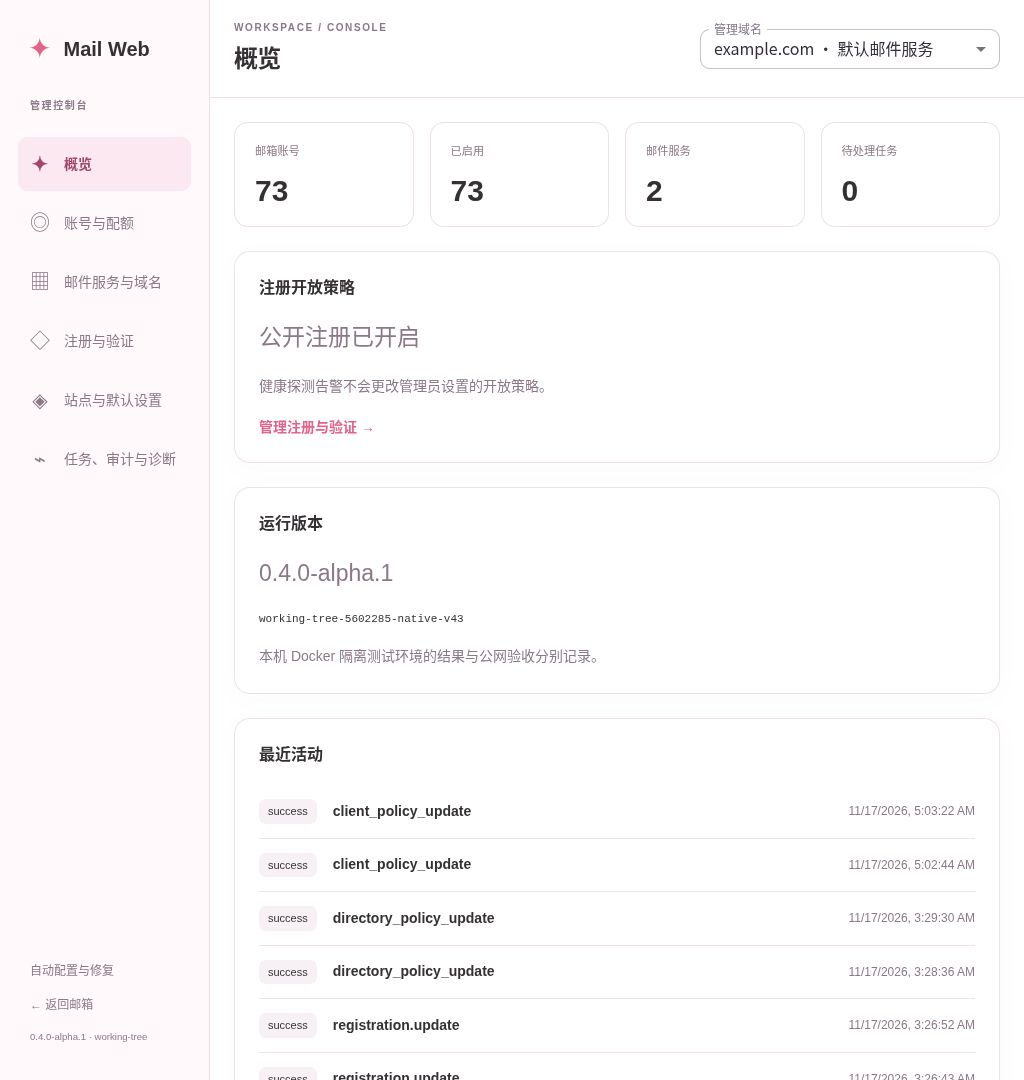 Mail Web
管理控制台
概览
账号与配额
邮件服务与域名
注册与验证
站点与默认设置
任务、审计与诊断
自动配置与修复
← 返回邮箱
0.4.0-alpha.1 · working-tree
WORKSPACE / CONSOLE
概览
管理域名
example.com · 默认邮件服务
邮箱账号
73
已启用
73
邮件服务
2
待处理任务
0
注册开放策略
公开注册已开启
健康探测告警不会更改管理员设置的开放策略。
管理注册与验证 →
运行版本
0.4.0-alpha.1
working-tree-5602285-native-v43
本机 Docker 隔离测试环境的结果与公网验收分别记录。
最近活动
success client_policy_update 11/17/2026, 5:03:22 AM
success client_policy_update 11/17/2026, 5:02:44 AM
success directory_policy_update 11/17/2026, 3:29:30 AM
success directory_policy_update 11/17/2026, 3:28:36 AM
success registration.update 11/17/2026, 3:26:52 AM
success registration.update 11/17/2026, 3:26:43 AM